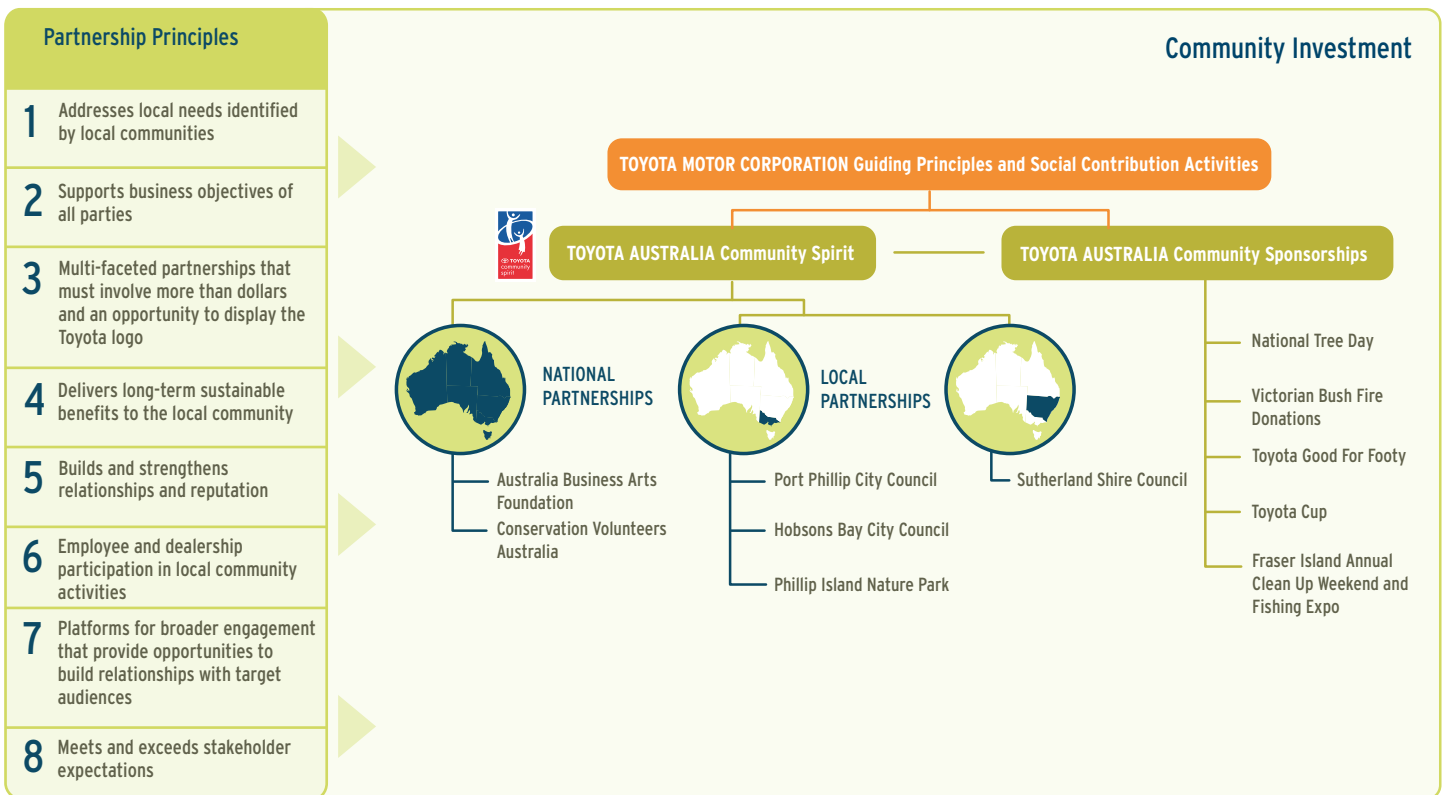 Partnership Principles
1
Addresses local needs identified
by local communities
2
Supports business objectives of
all parties
3
Multi-faceted partnerships that
must involve more than dollars
and an opportunity to display the
Toyota logo
4
Delivers long-term sustainable
benefits to the local community
5
Builds and strengthens
relationships and reputation
6
Employee and dealership
participation in local community
activities
7
Platforms for broader engagement
that provide opportunities to
build relationships with target
audiences
8
Meets and exceeds stakeholder
expectations
Community Investment
TOYOTA MOTOR CORPORATION Guiding Principles and Social Contribution Activities
TOYOTA
community
spirit
TOYOTA AUSTRALIA Community Spirit
TOYOTA AUSTRALIA Community Sponsorships
NATIONAL
PARTNERSHIPS
Australia Business Arts
Foundation
Conservation Volunteers
Australia
LOCAL
PARTNERSHIPS
Port Phillip City Council
Hobsons Bay City Council
Phillip Island Nature Park
Sutherland Shire Council
National Tree Day
Victorian Bush Fire
Donations
Toyota Good For Footy
Toyota Cup
Fraser Island Annual
Clean Up Weekend and
Fishing Expo